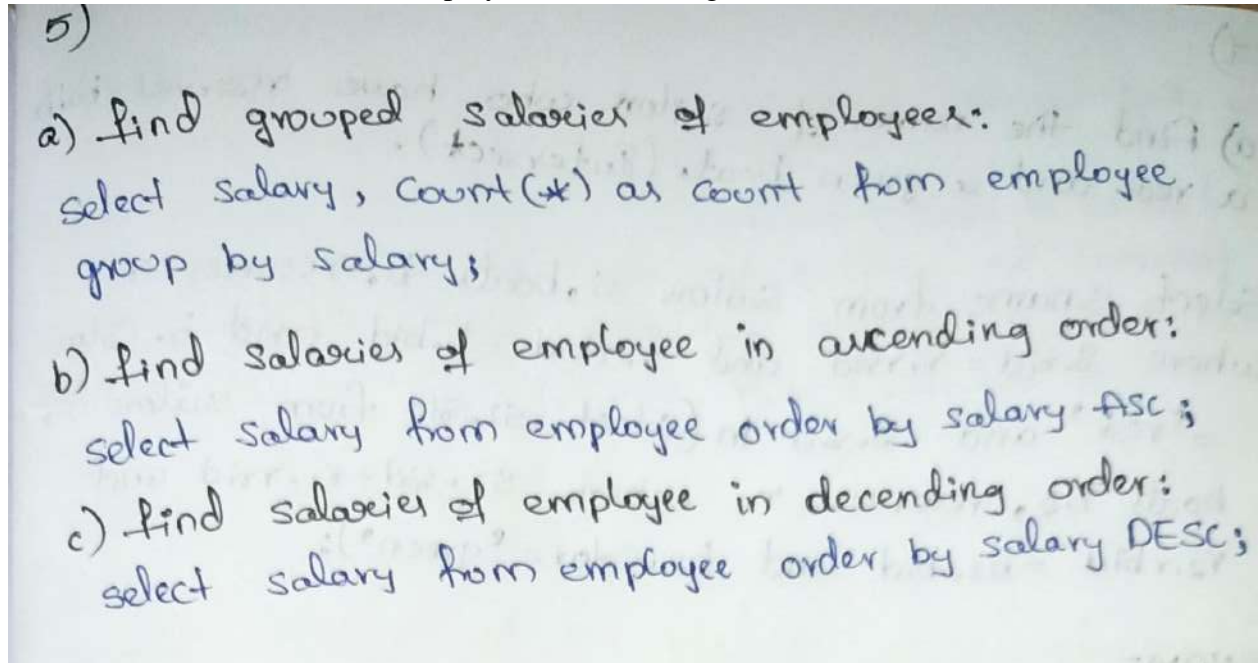 5)
a) find grouped salaries of employees:
select salary, Count(*) as Count from employee
group by salary;
b) find salaries of employee in ascending order:
select salary from employee order by salary ASC;
c) find salaries of employee in decending order:
select salary from employee order by salary DESC;